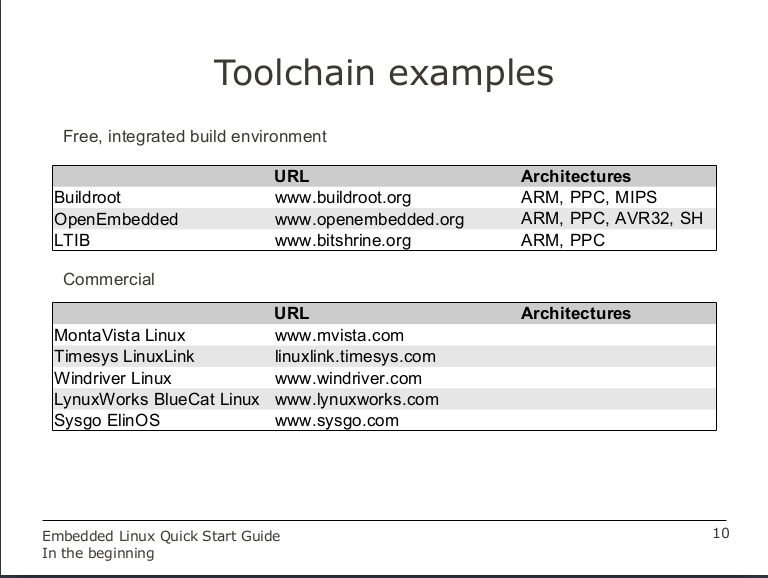 Toolchain examples
Free, integrated build environment
URL Architectures
Buildroot www.buildroot.org ARM, PPC, MIPS
OpenEmbedded www.openembedded.org ARM, PPC, AVR32, SH
LTIB www.bitshrine.org ARM, PPC
Commercial
URL Architectures
MontaVista Linux www.mvista.com
Timesys LinuxLink linuxlink.timesys.com
Windriver Linux www.windriver.com
LynuxWorks BlueCat Linux www.lynuxworks.com
Sysgo ElinOS www.sysgo.com
Embedded Linux Quick Start Guide 10
In the beginning